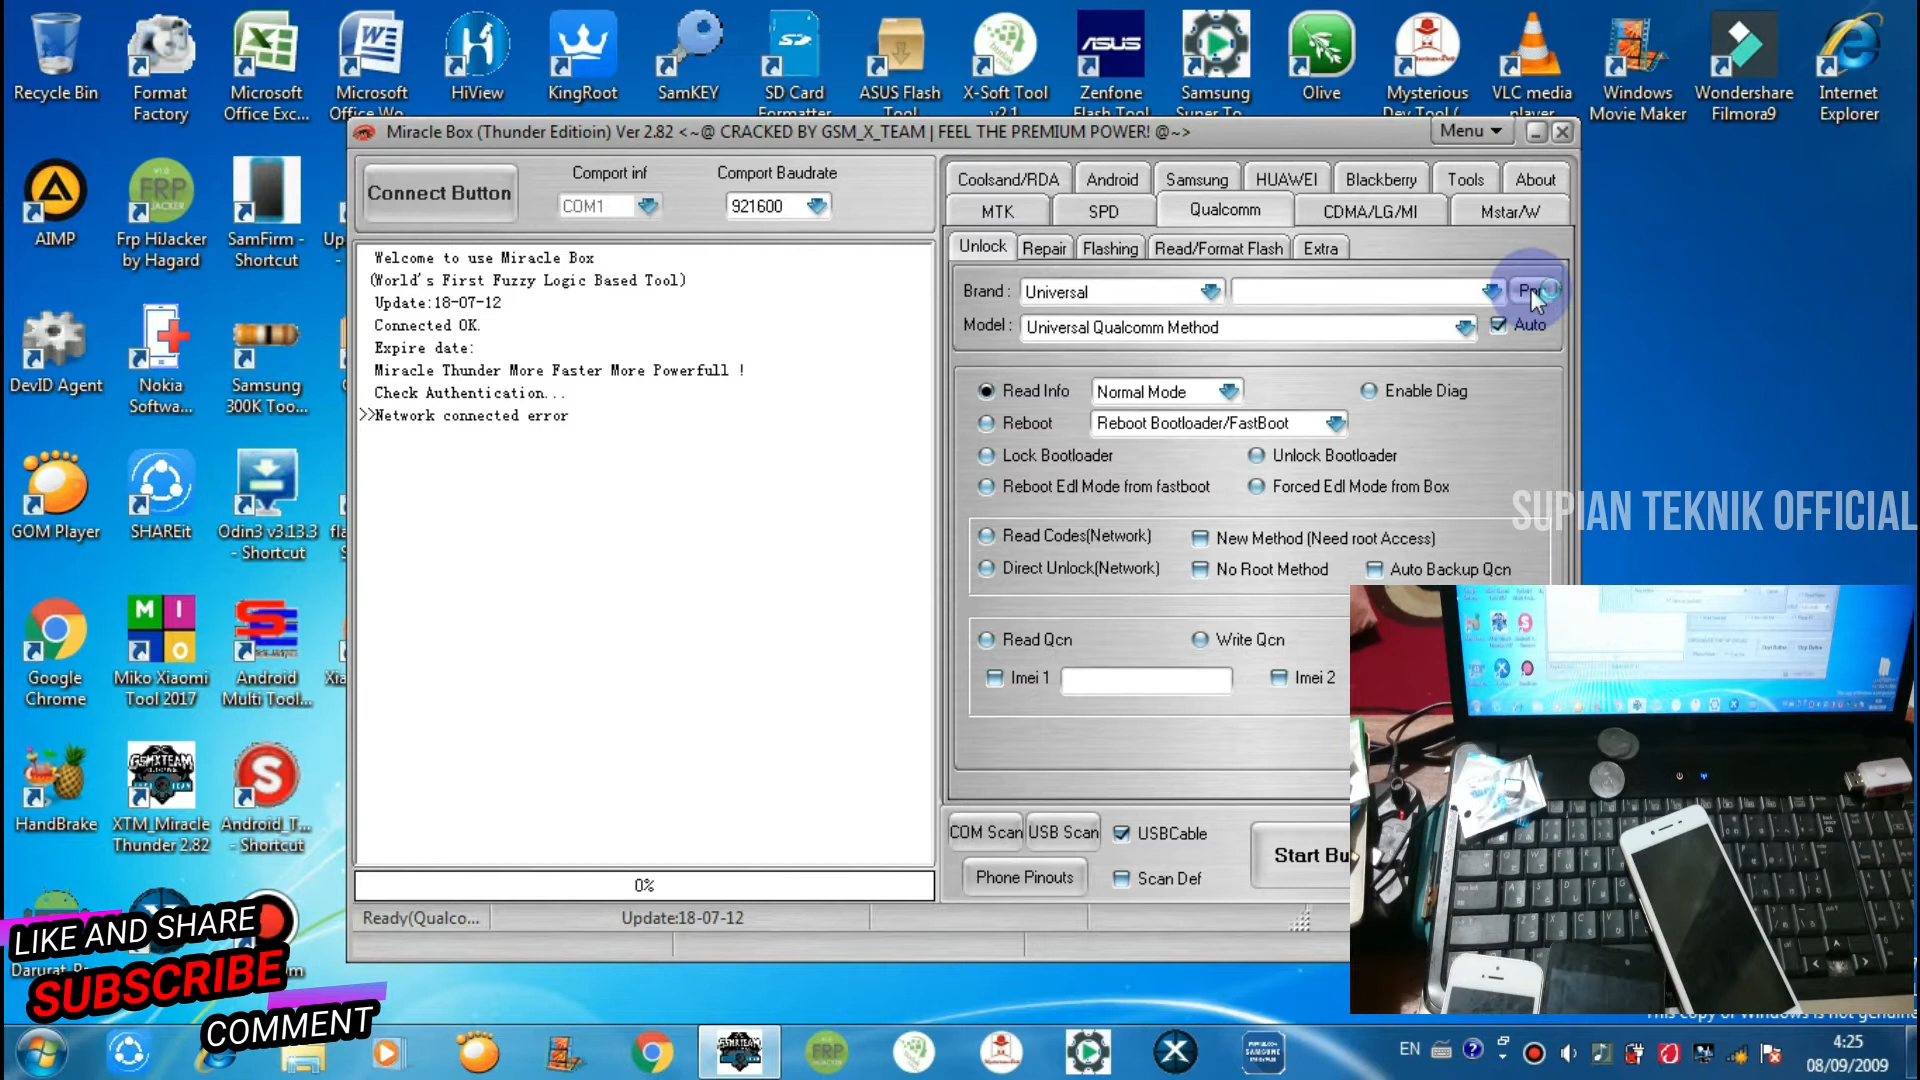 Recycle Bin
Format Factory
Microsoft Office Exc...
Microsoft Office Wo...
HiView
KingRoot
SamKEY
SD Card Formatter
ASUS Flash Tool
X-Soft Tool v2.1
ASUS
Zenfone Flash Tool
Samsung Super To...
Olive
Mysterious Dev Tool (
VLC media player
Windows Movie Maker
Wondershare Filmora9
Internet Explorer
AIMP
FRP
Frp HiJacker by Hagard
SamFirm - Shortcut
DevID Agent
Nokia Softwa...
Samsung 300K Too...
GOM Player
SHAREit
Odin3 v3.13.3 - Shortcut
Google Chrome
MIO
Miko Xiaomi Tool 2017
Android Multi Tool...
HandBrake
GSMXTEAM
XTM_Miracle Thunder 2.82
Android_T... - Shortcut
Miracle Box (Thunder Editioin) Ver 2.82 <~@ CRACKED BY GSM_X_TEAM | FEEL THE PREMIUM POWER! @~>
Menu
Connect Button
Comport inf
COM1
Comport Baudrate
921600
Welcome to use Miracle Box
(World's First Fuzzy Logic Based Tool)
Update:18-07-12
Connected OK.
Expire date:
Miracle Thunder More Faster More Powerfull !
Check Authentication...
>>Network connected error
0%
Ready(Qualco...
Update:18-07-12
Coolsand/RDA
Android
Samsung
HUAWEI
Blackberry
Tools
About
MTK
SPD
Qualcomm
CDMA/LG/MI
Mstar/W
Unlock
Repair
Flashing
Read/Format Flash
Extra
Brand :
Universal
Model :
Universal Qualcomm Method
Auto
Read Info
Normal Mode
Enable Diag
Reboot
Reboot Bootloader/FastBoot
Lock Bootloader
Unlock Bootloader
Reboot Edl Mode from fastboot
Forced Edl Mode from Box
Read Codes(Network)
New Method (Need root Access)
Direct Unlock(Network)
No Root Method
Auto Backup Qcn
Read Qcn
Write Qcn
Imei 1
Imei 2
COM Scan
USB Scan
USBCable
Phone Pinouts
Scan Def
Start Bu
SUPIAN TEKNIK OFFICIAL
LIKE AND SHARE
SUBSCRIBE
COMMENT
This copy of Windows is not genuine
EN
4:25
08/09/2009